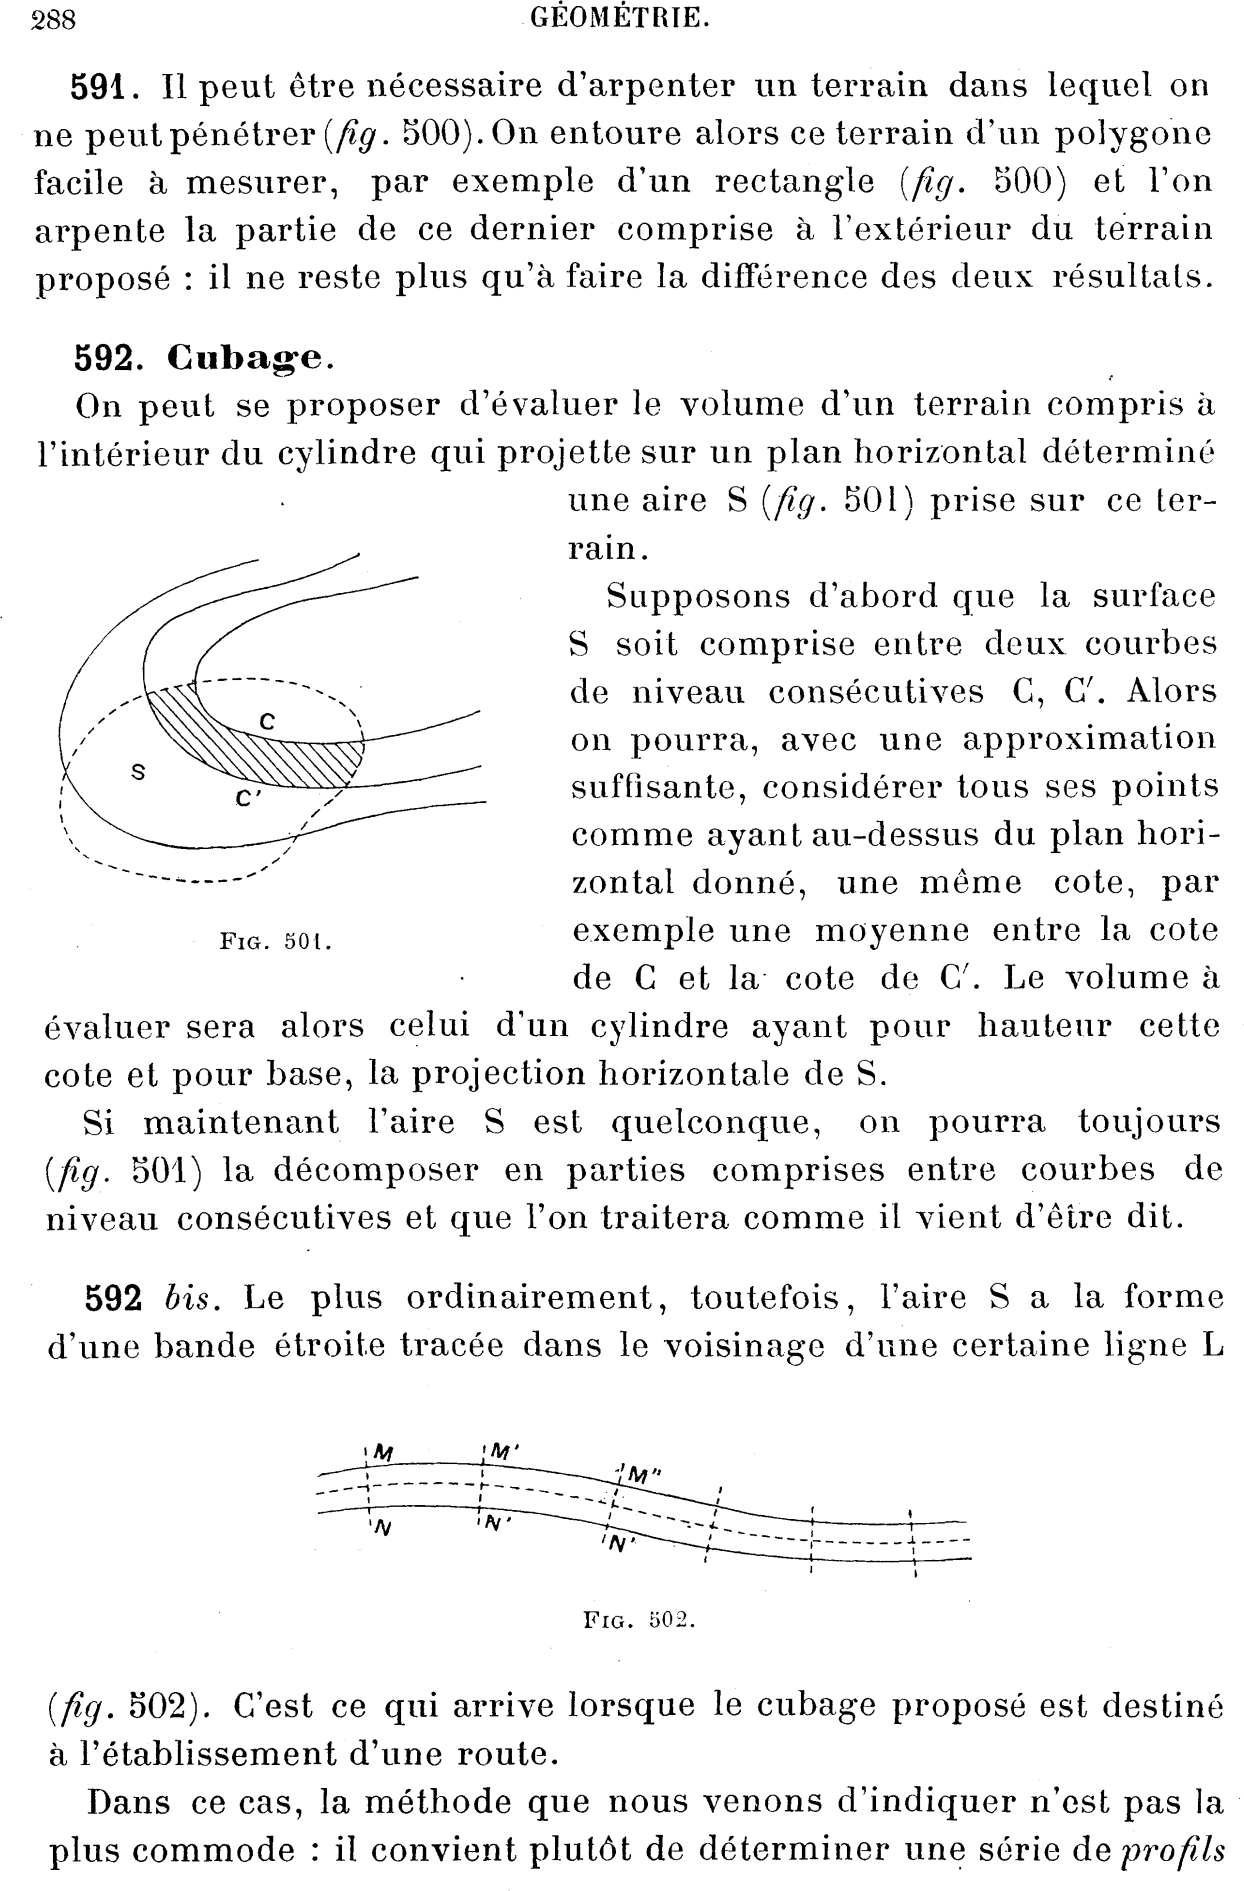 288
GÉOMÉTRIE.
591. Il peut être nécessaire d'arpenter un terrain dans lequel on
ne peut pénétrer (fig. 500). On entoure alors ce terrain d'un polygone
facile à mesurer, par exemple d'un rectangle (fig. 500) et l'on
arpente la partie de ce dernier comprise à l'extérieur du terrain
proposé : il ne reste plus qu'à faire la différence des deux résultats.
592. Cubage.
On peut se proposer d'évaluer le volume d'un terrain compris à
l'intérieur du cylindre qui projette sur un plan horizontal déterminé
une aire S (fig. 501) prise sur ce ter-
rain.
Supposons d'abord que la surface
S soit comprise entre deux courbes
de niveau consécutives C, C′. Alors
on pourra, avec une approximation
suffisante, considérer tous ses points
comme ayant au-dessus du plan hori-
zontal donné, une même cote, par
exemple une moyenne entre la cote
de C et la cote de C′. Le volume à
C
S
C'
FIG. 501.
évaluer sera alors celui d'un cylindre ayant pour hauteur cette
cote et pour base, la projection horizontale de S.
Si maintenant l'aire S est quelconque, on pourra toujours
(fig. 501) la décomposer en parties comprises entre courbes de
niveau consécutives et que l'on traitera comme il vient d'être dit.
592 bis. Le plus ordinairement, toutefois, l'aire S a la forme
d'une bande étroite tracée dans le voisinage d'une certaine ligne L
M M' M"
N N' N'
FIG. 502.
(fig. 502). C'est ce qui arrive lorsque le cubage proposé est destiné
à l'établissement d'une route.
Dans ce cas, la méthode que nous venons d'indiquer n'est pas la
plus commode : il convient plutôt de déterminer une série de profils